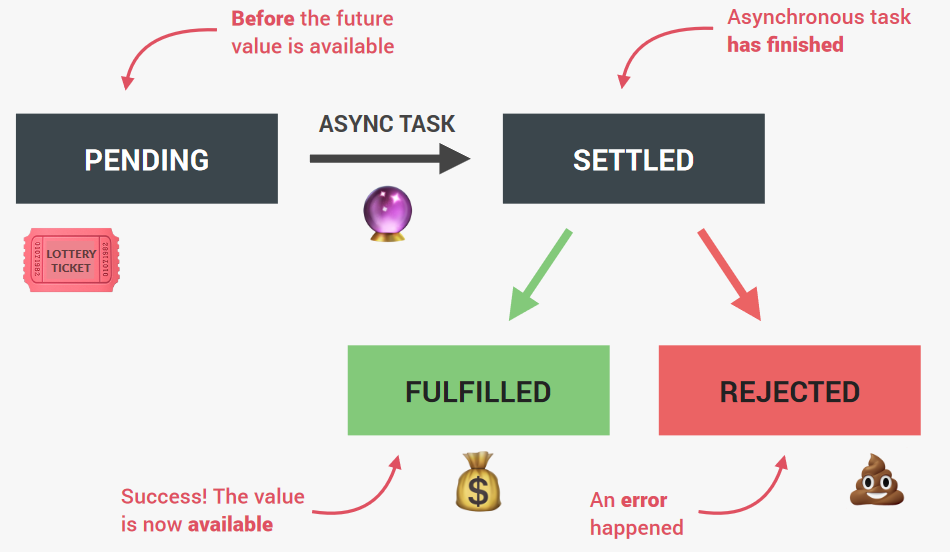 Before the future
value is available
Asynchronous task
has finished
PENDING
ASYNC TASK
SETTLED
LOTTERY
TICKET
FULFILLED
REJECTED
$
Success! The value
is now available
An error
happened